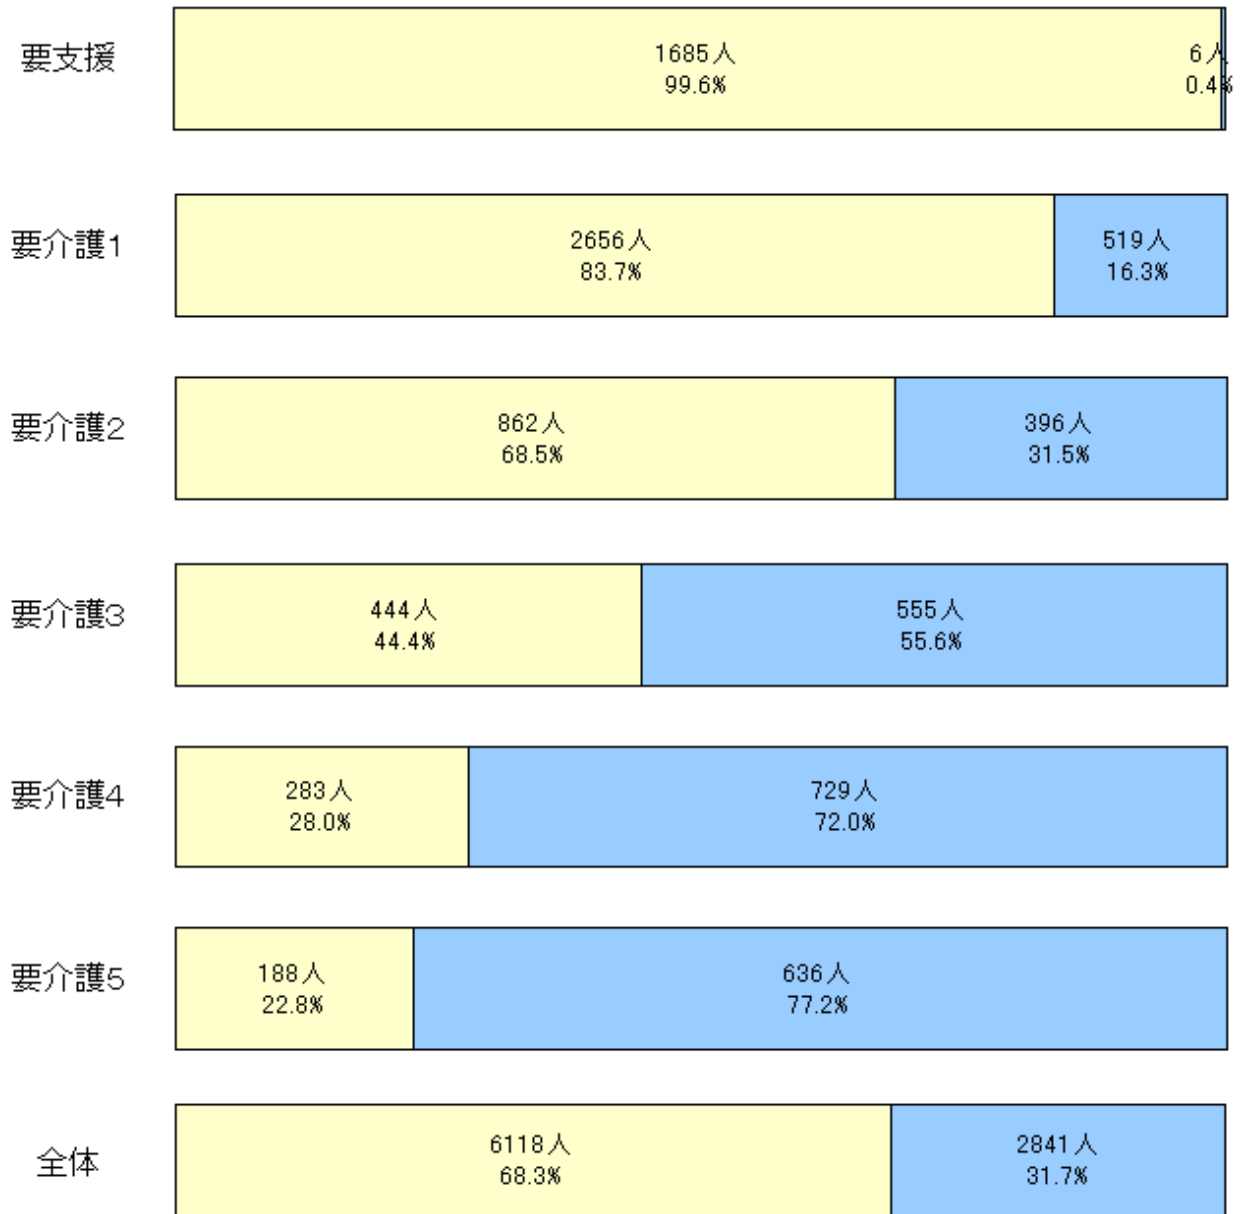 要支援
1685人
99.6%
6人
0.4%
要介護1
2656人
83.7%
519人
16.3%
要介護2
862人
68.5%
396人
31.5%
要介護3
444人
44.4%
555人
55.6%
要介護4
283人
28.0%
729人
72.0%
要介護5
188人
22.8%
636人
77.2%
全体
6118人
68.3%
2841人
31.7%